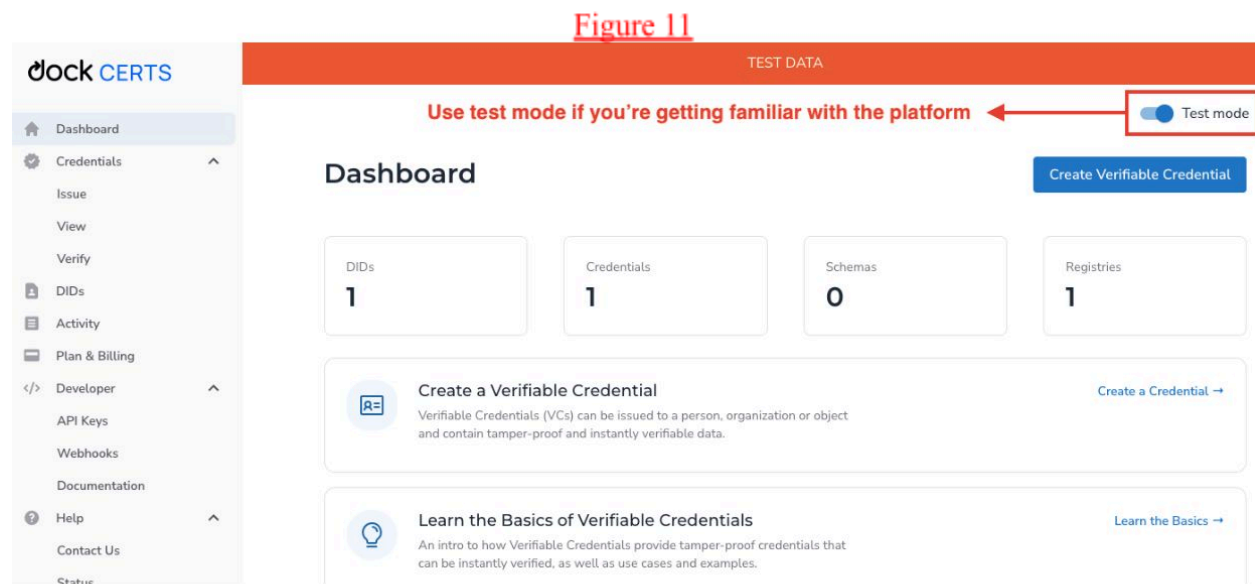 Figure 11
dock CERTS
TEST DATA
Use test mode if you're getting familiar with the platform
Test mode
Dashboard
Credentials
Issue
View
Verify
DIDs
Activity
Plan & Billing
</> Developer
API Keys
Webhooks
Documentation
Help
Contact Us
Status
Dashboard
Create Verifiable Credential
DIDs
1
Credentials
1
Schemas
0
Registries
1
Create a Verifiable Credential
Create a Credential →
Verifiable Credentials (VCs) can be issued to a person, organization or object
and contain tamper-proof and instantly verifiable data.
Learn the Basics of Verifiable Credentials
Learn the Basics →
An intro to how Verifiable Credentials provide tamper-proof credentials that
can be instantly verified, as well as use cases and examples.